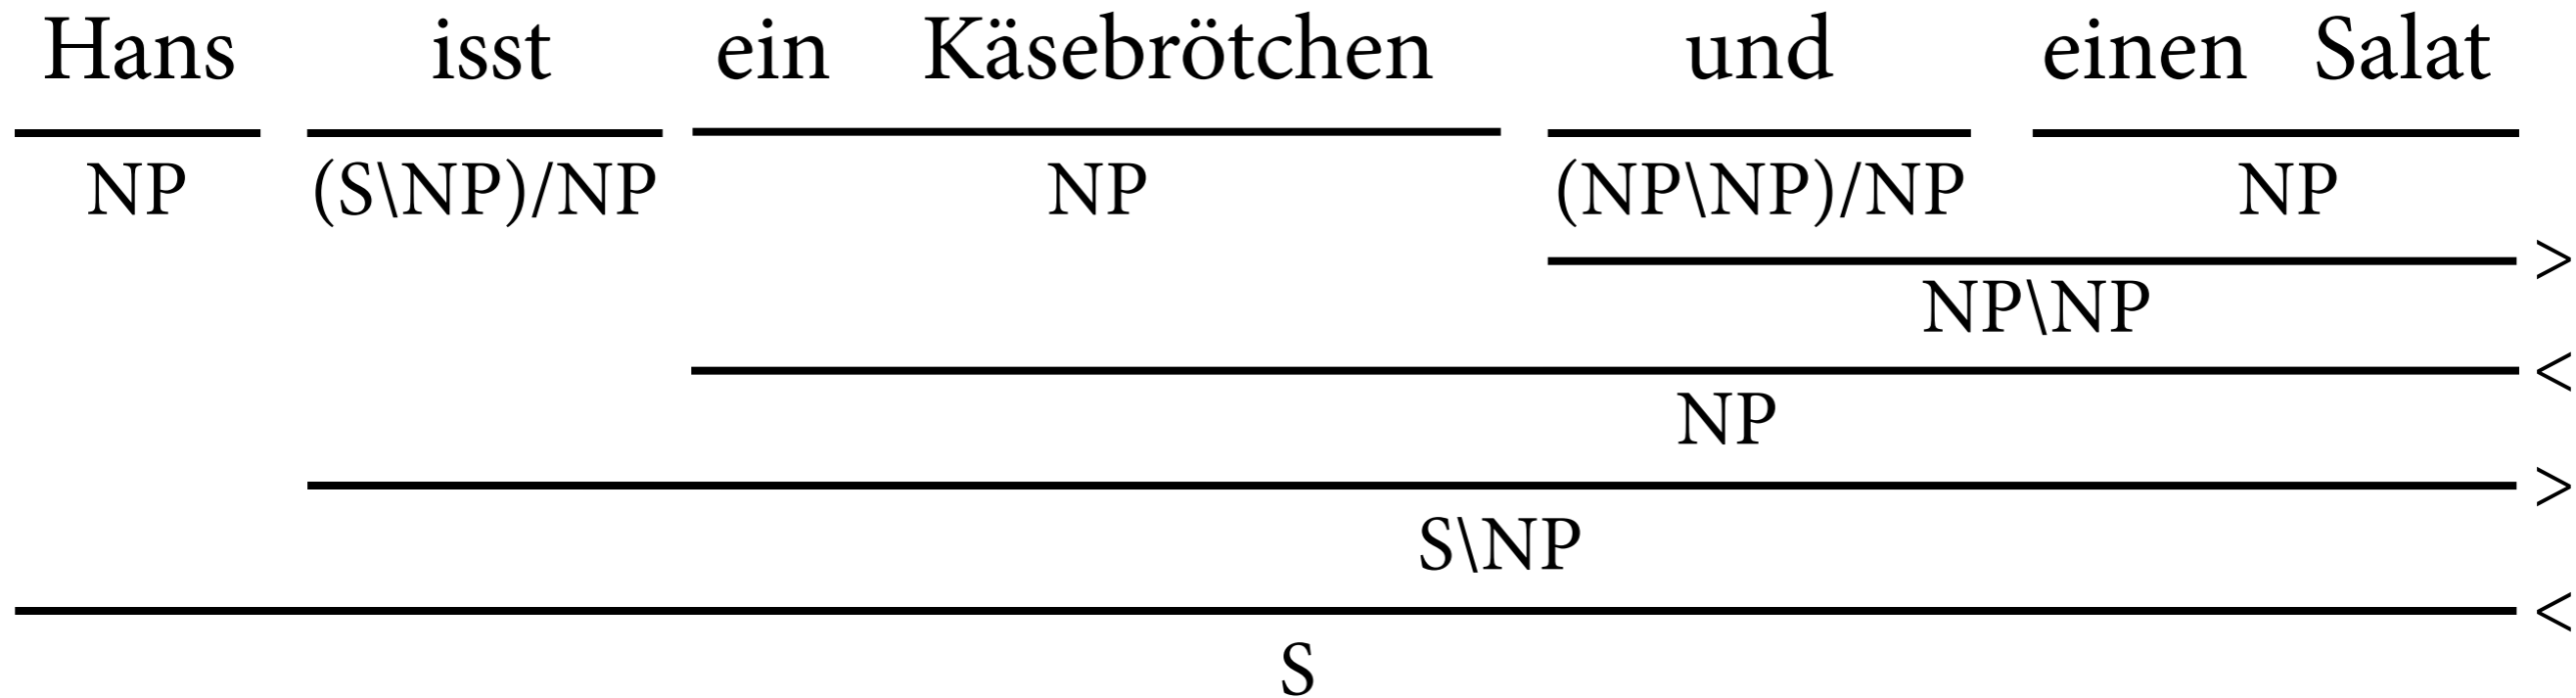 Hans isst ein Käsebrötchen und einen Salat
NP (S\NP)/NP NP (NP\NP)/NP NP
>
NP\NP
<
NP
>
S\NP
<
S